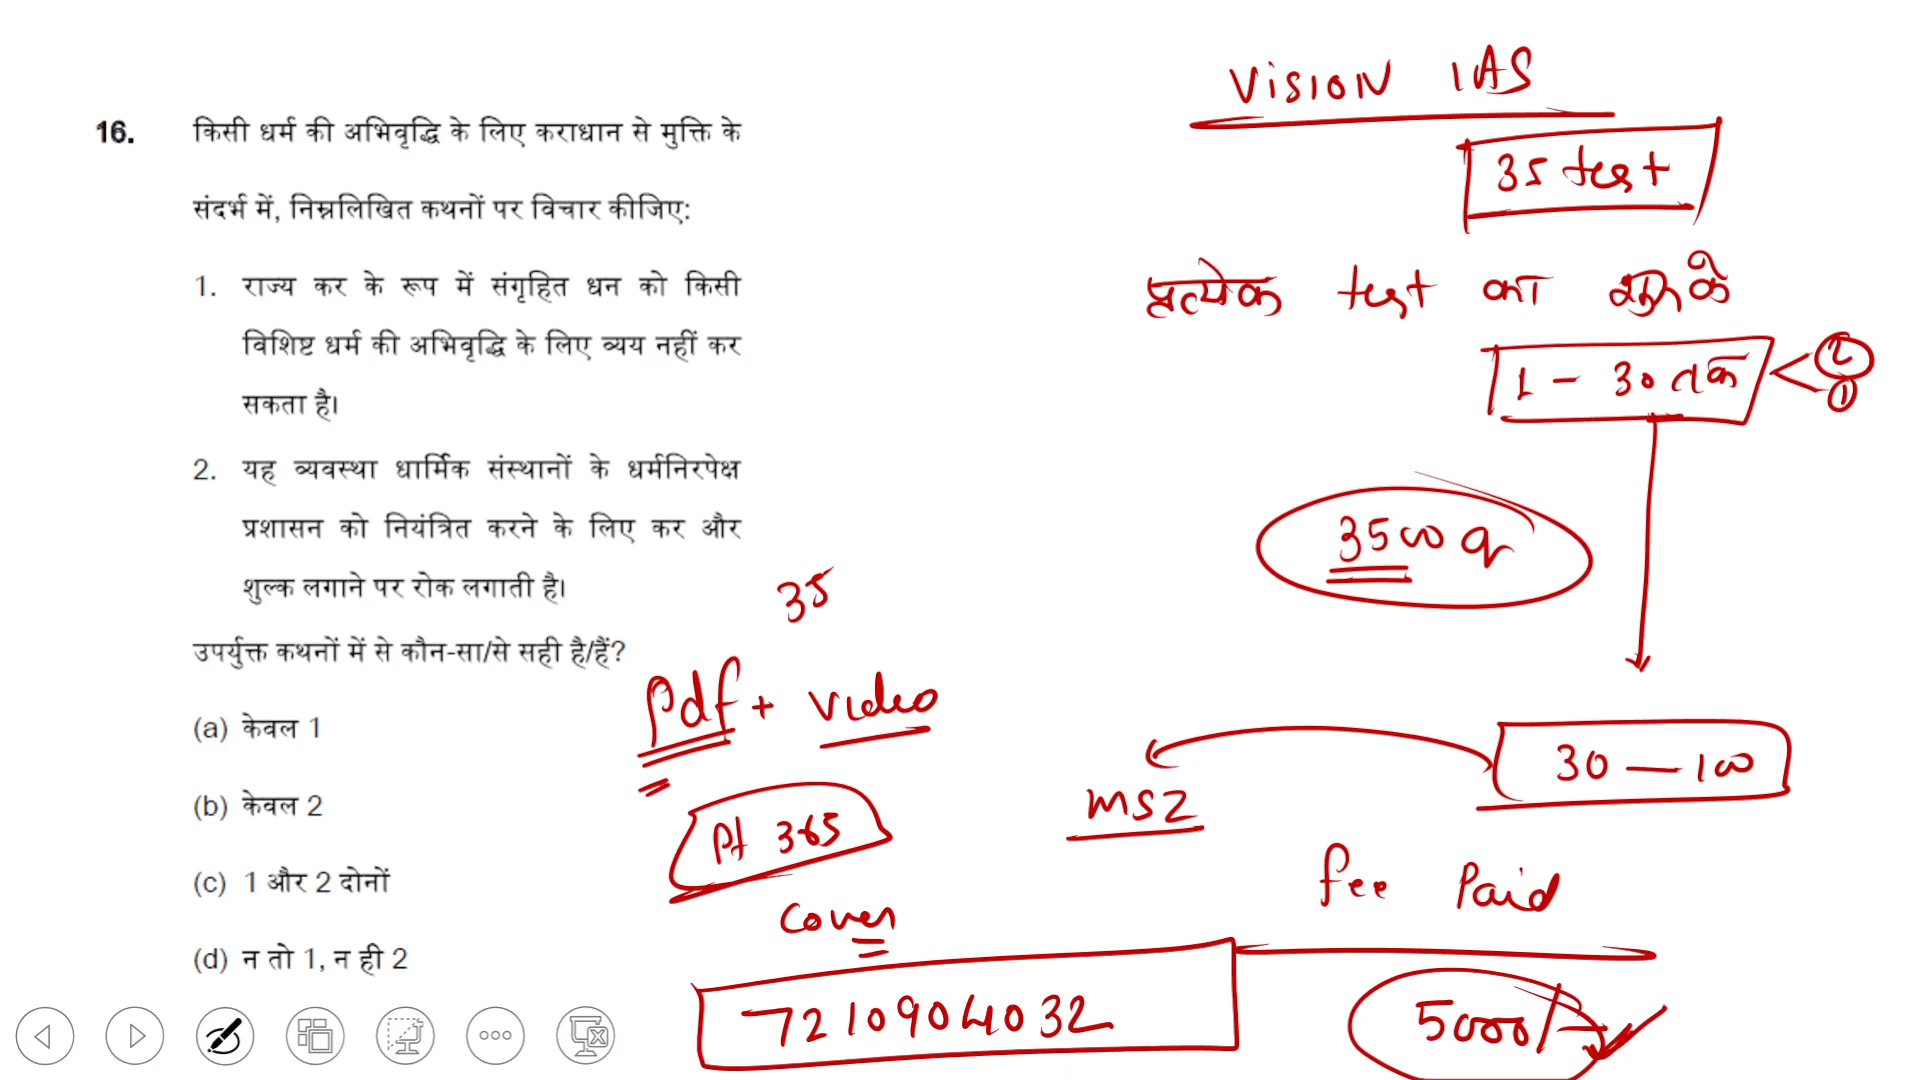 16. किसी धर्म की अभिवृद्धि के लिए कराधान से मुक्ति के
संदर्भ में, निम्नलिखित कथनों पर विचार कीजिए:
1. राज्य कर के रूप में संगृहित धन को किसी
विशिष्ट धर्म की अभिवृद्धि के लिए व्यय नहीं कर
सकता है।
2. यह व्यवस्था धार्मिक संस्थानों के धर्मनिरपेक्ष
प्रशासन को नियंत्रित करने के लिए कर और
शुल्क लगाने पर रोक लगाती है।
उपर्युक्त कथनों में से कौन-सा/से सही है/हैं?
(a) केवल 1
(b) केवल 2
(c) 1 और 2 दोनों
(d) न तो 1, न ही 2
VISION IAS
35 test
प्रत्येक test का शुरू के
1 - 30 तक
2
1
3500 q
35
pdf + video
30 — 100
Pt 365
MSZ
cover
fee Paid
7210904032
5000/-